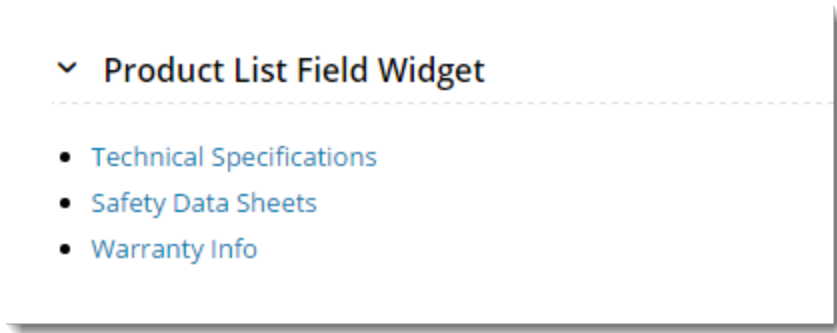 Product List Field Widget
Technical Specifications
Safety Data Sheets
Warranty Info